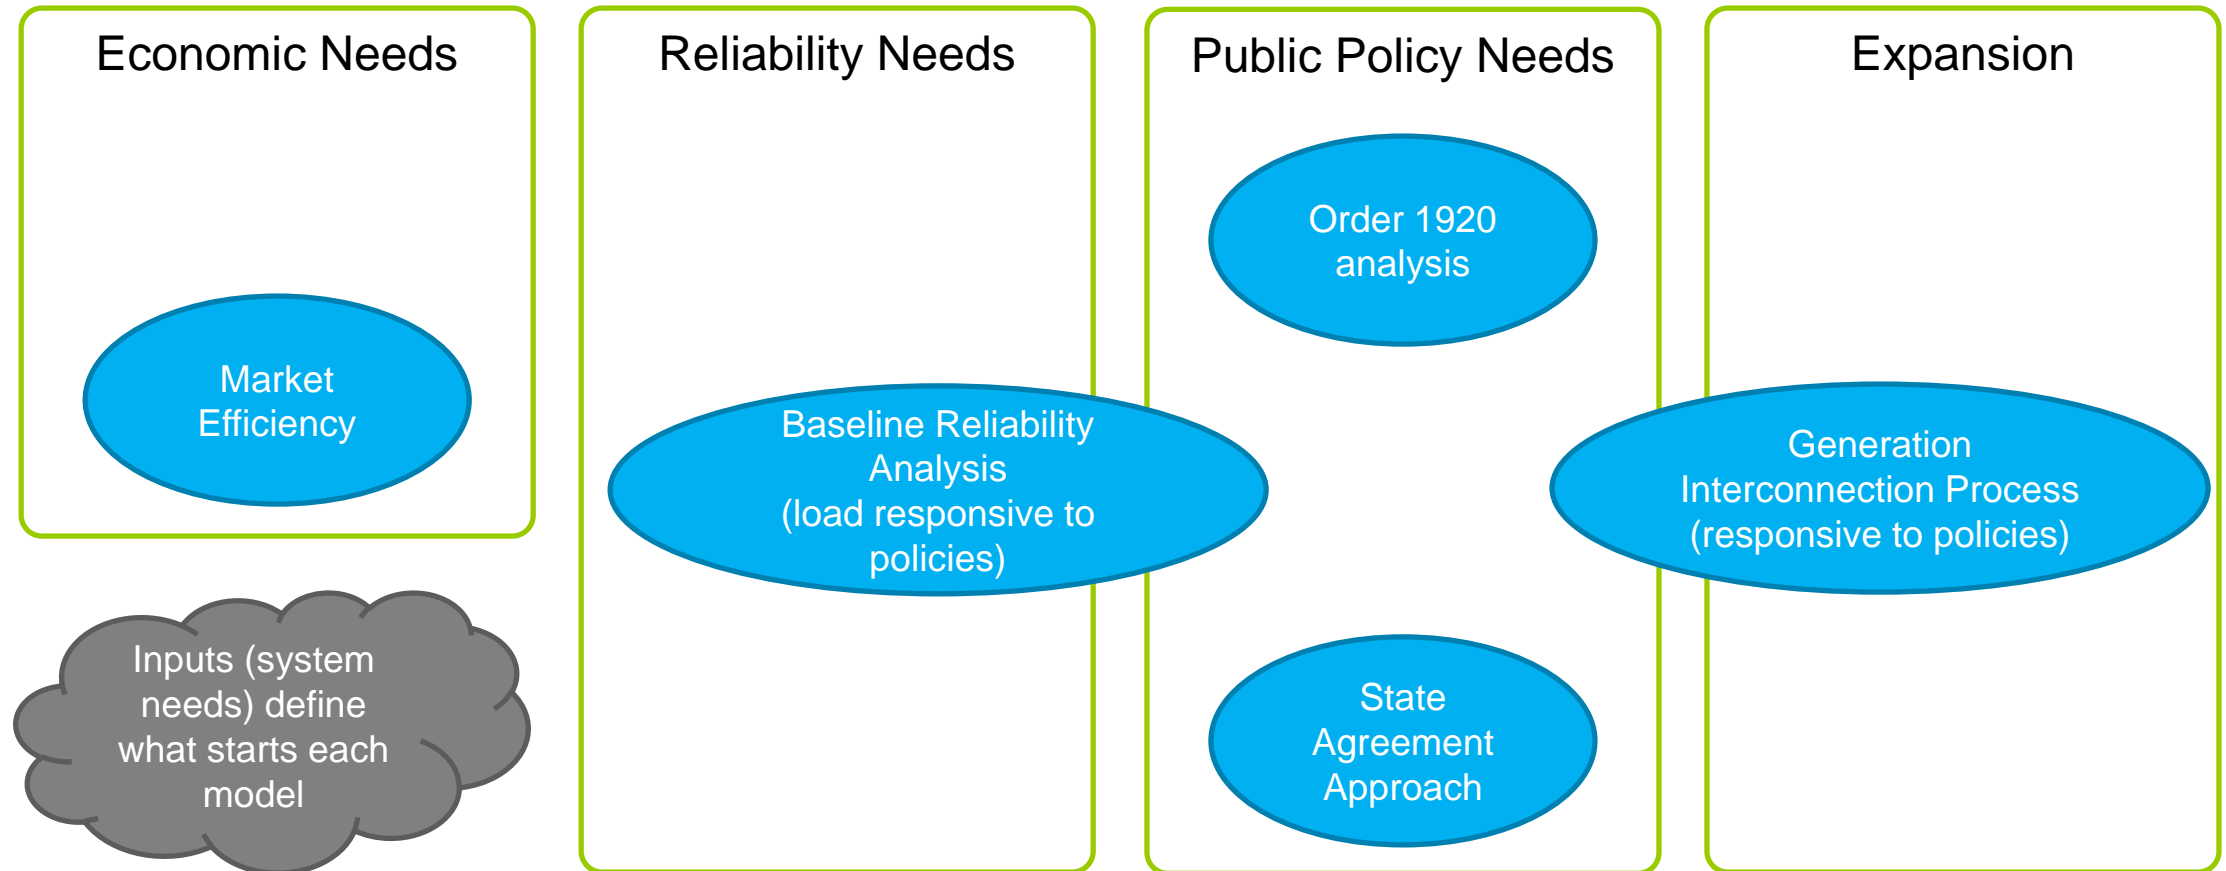 Economic Needs
Market
Efficiency
Inputs (system
needs) define
what starts each
model
Reliability Needs
Baseline Reliability
Analysis
(load responsive to
policies)
Public Policy Needs
Order 1920
analysis
State
Agreement
Approach
Expansion
Generation
Interconnection Process
(responsive to policies)